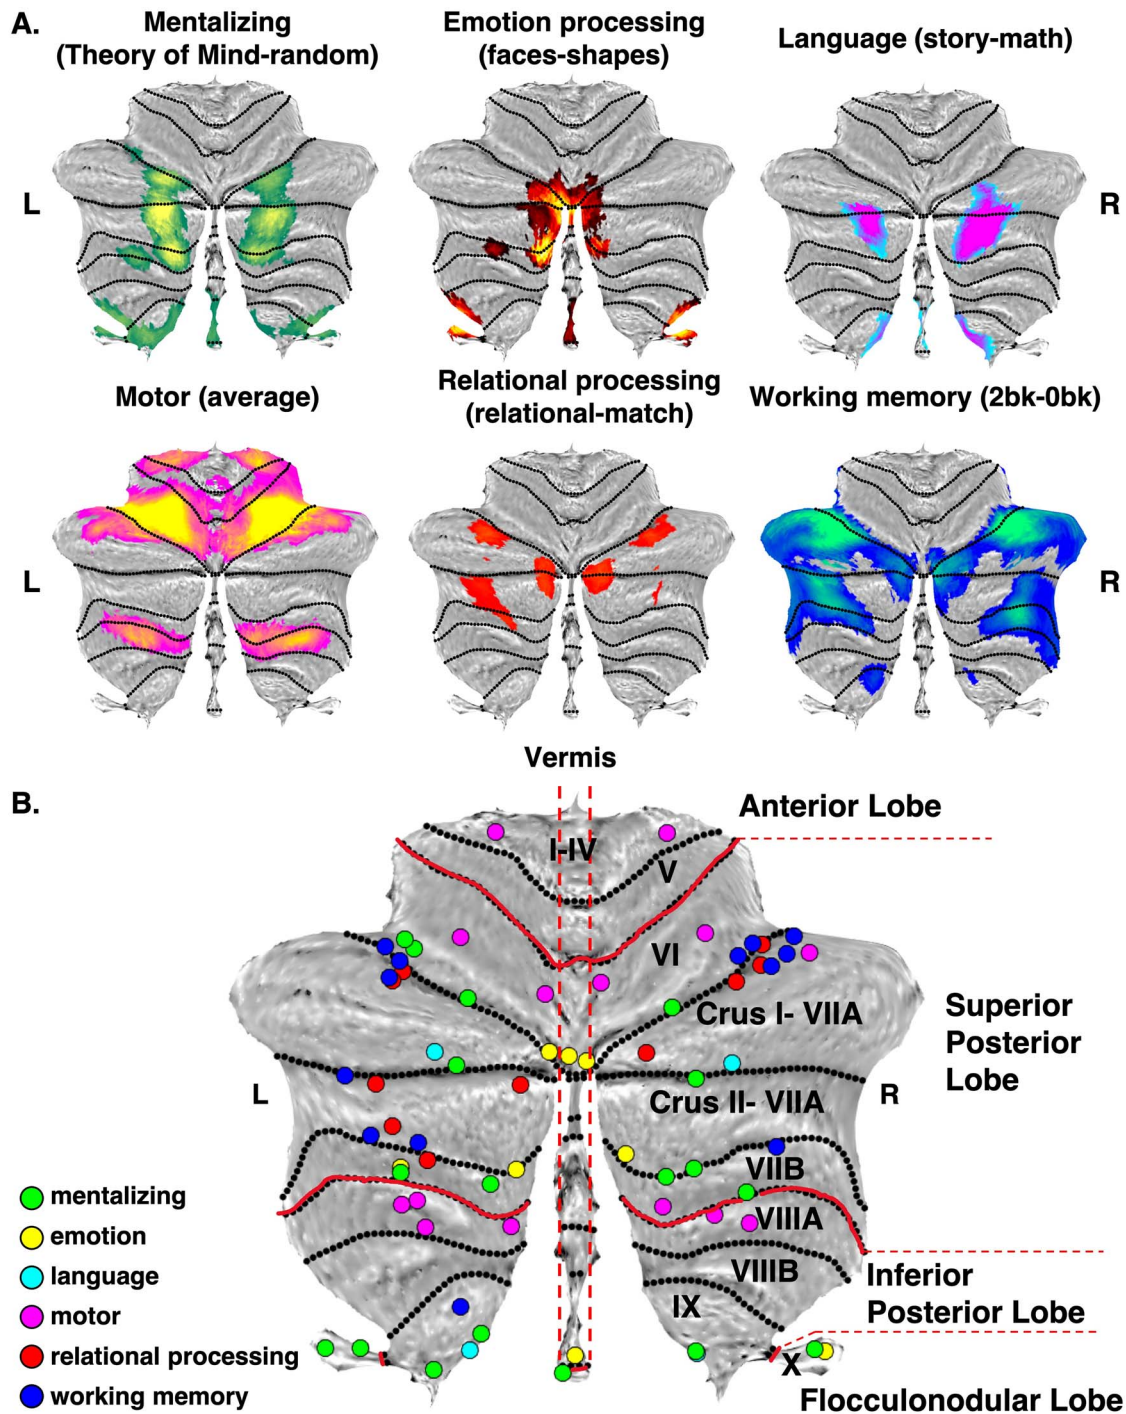 A.
Mentalizing
(Theory of Mind-random)
Emotion processing
(faces-shapes)
Language (story-math)
L
R
Motor (average)
Relational processing
(relational-match)
Working memory (2bk-0bk)
L
R
Vermis
B.
Anterior Lobe
I-IV
V
VI
Crus I- VIIA
Superior
Posterior
Lobe
L
Crus II- VIIA
R
VIIB
mentalizing
VIIIA
emotion
VIIIB
language
Inferior
Posterior Lobe
IX
motor
relational processing
X
working memory
Flocculonodular Lobe